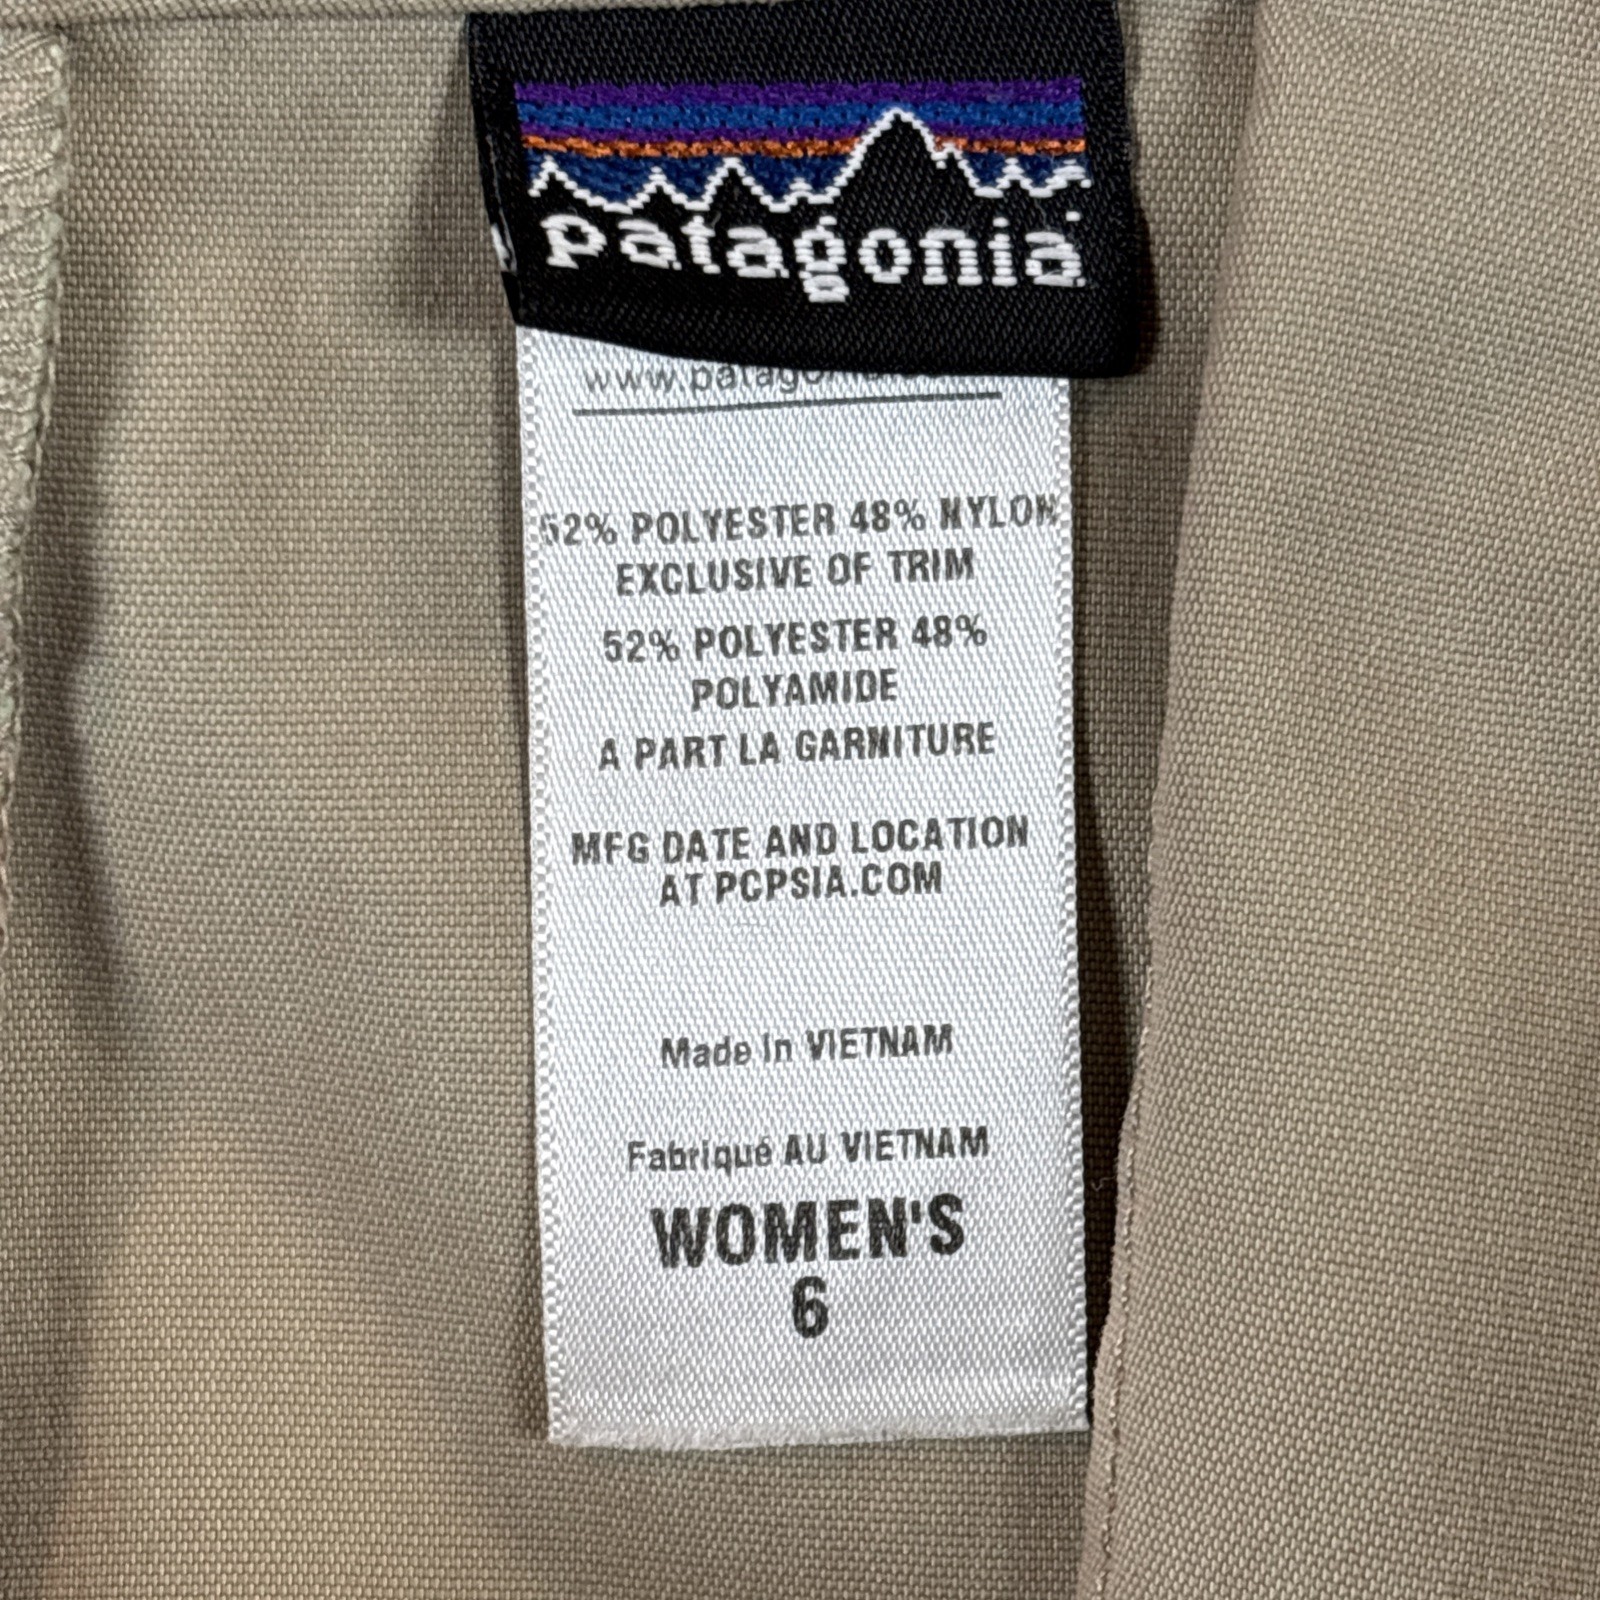 patagonia
52% POLYESTER 48% NYLON
EXCLUSIVE OF TRIM
52% POLYESTER 48%
POLYAMIDE
A PART LA GARNITURE
MFG DATE AND LOCATION
AT PCPSIA.COM
Made In VIETNAM
Fabriqué AU VIETNAM
WOMEN'S
6